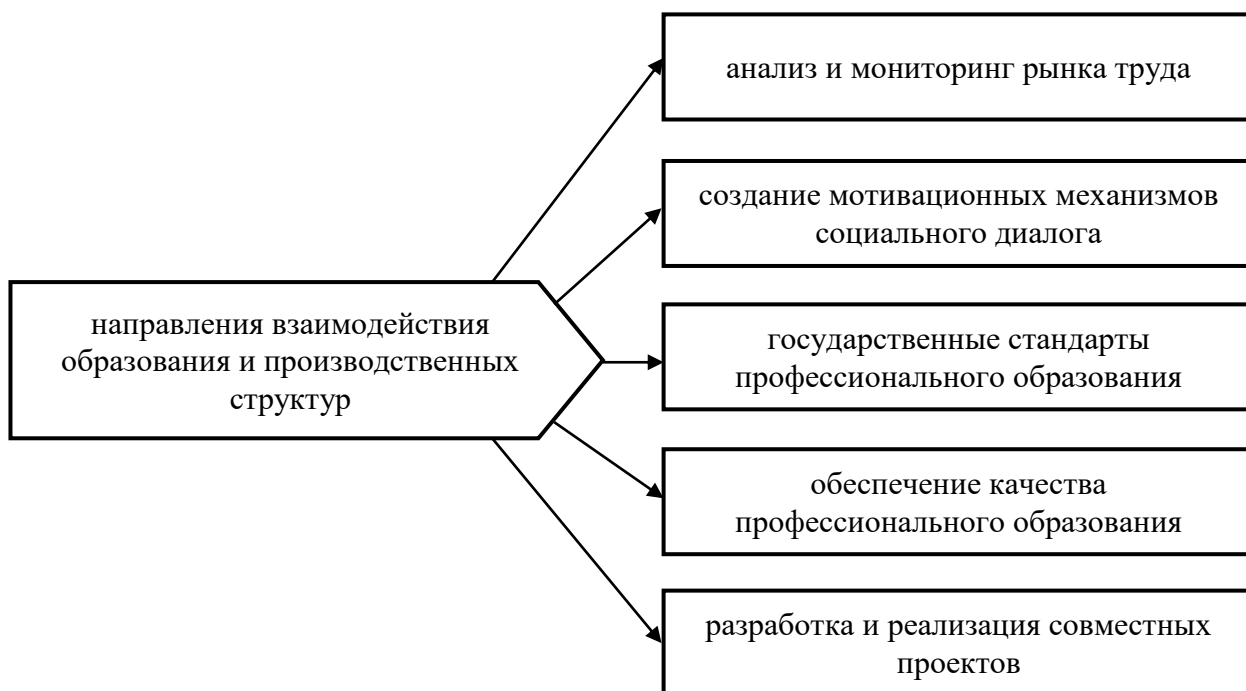 анализ и мониторинг рынка труда
создание мотивационных механизмов
социального диалога
направления взаимодействия
образования и производственных
структур
государственные стандарты
профессионального образования
обеспечение качества
профессионального образования
разработка и реализация совместных
проектов